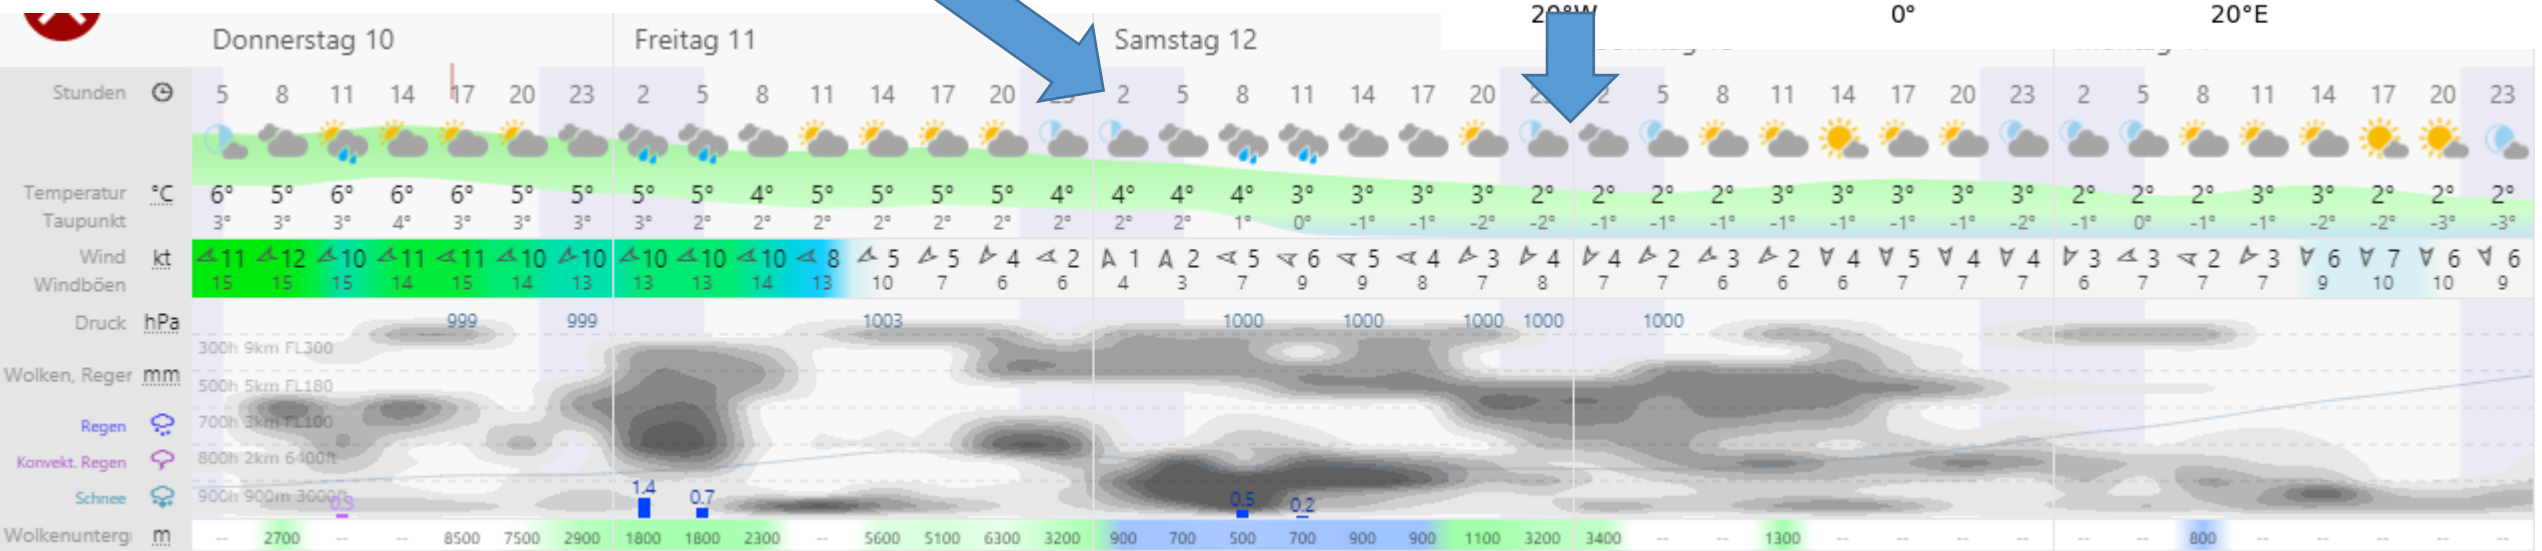 20°W 0° 20°E
Donnerstag 10 Freitag 11 Samstag 12
Stunden 5 8 11 14 17 20 23 2 5 8 11 14 17 20 23 2 5 8 11 14 17 20 23 2 5 8 11 14 17 20 23 2 5 8 11 14 17 20 23
Temperatur °C 6° 5° 6° 6° 6° 5° 5° 5° 5° 4° 5° 5° 5° 5° 4° 4° 4° 4° 3° 3° 3° 3° 2° 2° 2° 2° 3° 3° 3° 3° 3° 2° 2° 2° 3° 3° 2° 2° 2°
Taupunkt 3° 3° 3° 4° 3° 3° 3° 3° 2° 2° 2° 2° 2° 2° 2° 2° 2° 1° 0° -1° -1° -2° -2° -1° -1° -1° -1° -1° -1° -1° -2° -1° 0° -1° -1° -2° -2° -3° -3°
Wind kt 11 12 10 11 11 10 10 10 10 10 8 5 5 4 2 1 2 5 6 5 4 3 4 4 2 3 2 4 5 4 4 3 3 2 3 6 7 6 6
Windböen 15 15 15 14 15 14 13 13 13 14 13 10 7 6 6 4 3 7 9 9 8 7 8 7 7 6 6 6 7 7 7 6 7 7 7 9 10 10 9
Druck hPa 999 999 1003 1000 1000 1000 1000 1000
300h 9km FL300
Wolken, Reger mm
500h 5km FL180
700h 3km FL100
Regen
800h 2km 6400ft
Konvekt. Regen
900h 900m 3000ft
Schnee 0.3 1.4 0.7 0.5 0.2
Wolkenunterg m -- 2700 -- -- 8500 7500 2900 1800 1800 2300 -- 5600 5100 6300 3200 900 700 500 700 900 900 1100 3200 3400 -- -- 1300 -- -- -- -- -- -- 800 -- -- -- -- --